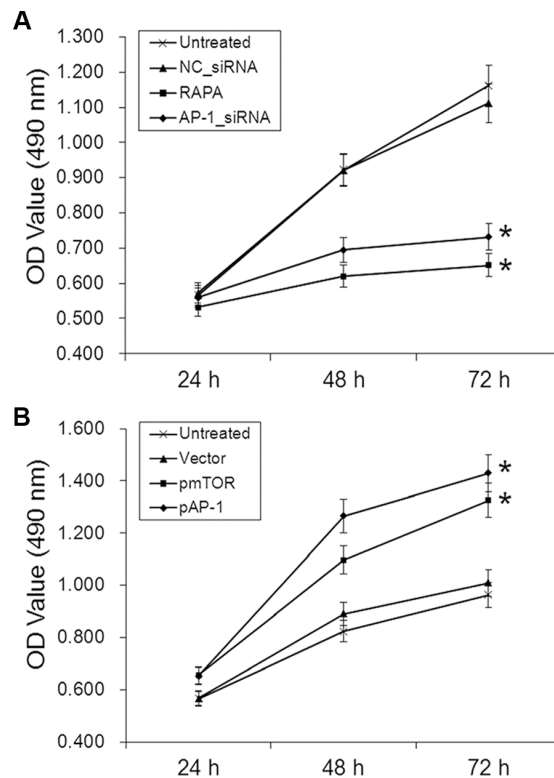 A
1.300
1.200
1.100
1.000
0.900
0.800
0.700
0.600
0.500
0.400
OD Value (490 nm)
Untreated
NC_siRNA
RAPA
AP-1_siRNA
*
*
24 h 48 h 72 h
B
1.600
1.400
1.200
1.000
0.800
0.600
0.400
OD Value (490 nm)
Untreated
Vector
pmTOR
pAP-1
*
*
24 h 48 h 72 h